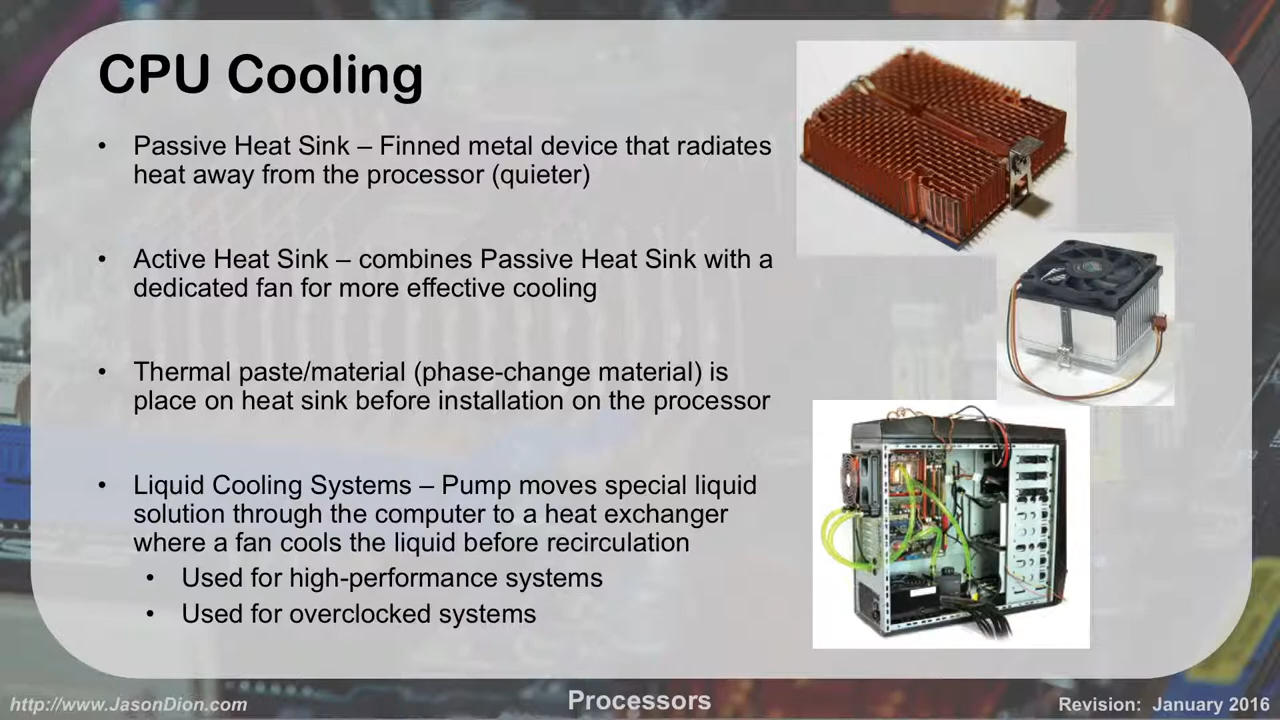 CPU Cooling
• Passive Heat Sink – Finned metal device that radiates
heat away from the processor (quieter)
• Active Heat Sink – combines Passive Heat Sink with a
dedicated fan for more effective cooling
• Thermal paste/material (phase-change material) is
place on heat sink before installation on the processor
• Liquid Cooling Systems – Pump moves special liquid
solution through the computer to a heat exchanger
where a fan cools the liquid before recirculation
• Used for high-performance systems
• Used for overclocked systems
http://www.JasonDion.com
Processors
Revision: January 2016